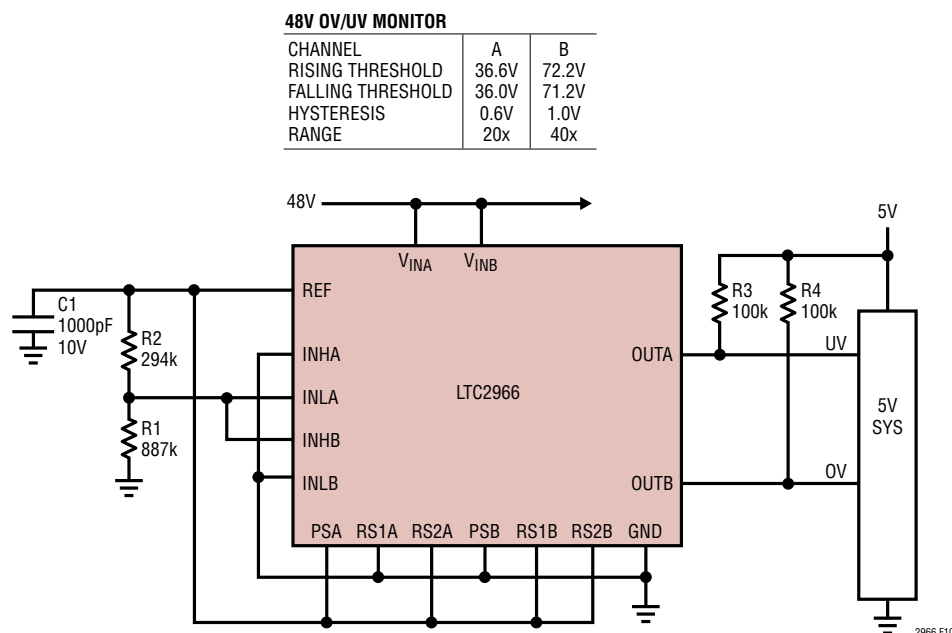 48V OV/UV MONITOR
CHANNEL A B
RISING THRESHOLD 36.6V 72.2V
FALLING THRESHOLD 36.0V 71.2V
HYSTERESIS 0.6V 1.0V
RANGE 20x 40x
48V
5V
VINA VINB
REF
C1
1000pF
10V
R2
294k
R3
100k
R4
100k
INHA
OUTA
UV
INLA
LTC2966
5V
SYS
R1
887k
INHB
INLB
OUTB
OV
PSA RS1A RS2A PSB RS1B RS2B GND
2966 F10